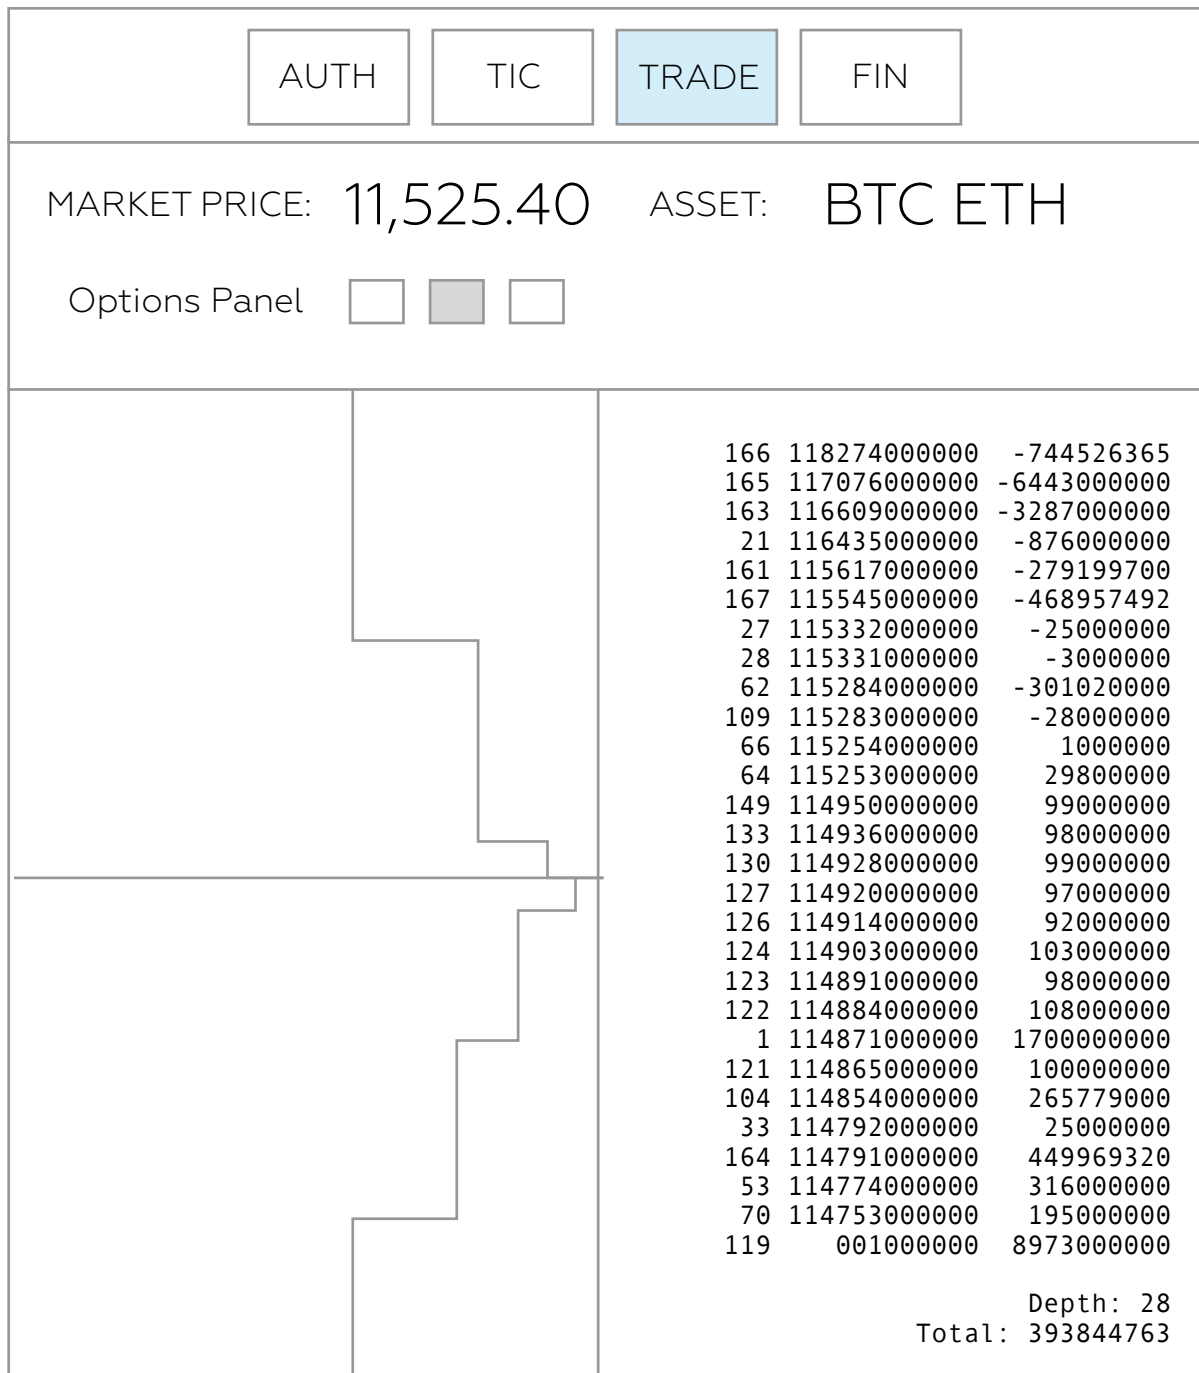 AUTH TIC TRADE FIN
MARKET PRICE: 11,525.40 ASSET: BTC ETH
Options Panel
166 118274000000 -744526365
165 117076000000 -6443000000
163 116609000000 -3287000000
21 116435000000 -876000000
161 115617000000 -279199700
167 115545000000 -468957492
27 115332000000 -25000000
28 115331000000 -3000000
62 115284000000 -301020000
109 115283000000 -28000000
66 115254000000 1000000
64 115253000000 29800000
149 114950000000 99000000
133 114936000000 98000000
130 114928000000 99000000
127 114920000000 97000000
126 114914000000 92000000
124 114903000000 103000000
123 114891000000 98000000
122 114884000000 108000000
1 114871000000 1700000000
121 114865000000 100000000
104 114854000000 265779000
33 114792000000 25000000
164 114791000000 449969320
53 114774000000 316000000
70 114753000000 195000000
119 001000000 8973000000
Depth: 28
Total: 393844763